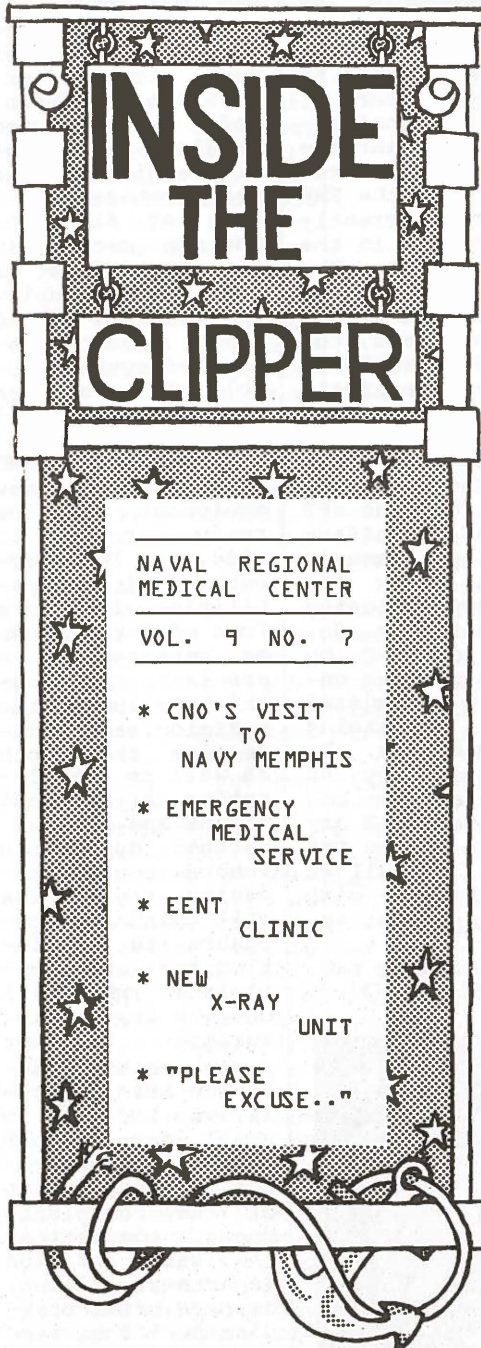 INSIDE
THE
CLIPPER
NAVAL REGIONAL
MEDICAL CENTER
VOL. 9 NO. 7
* CNO'S VISIT
TO
NAVY MEMPHIS
* EMERGENCY
MEDICAL
SERVICE
* EENT
CLINIC
* NEW
X-RAY
UNIT
* "PLEASE
EXCUSE.."